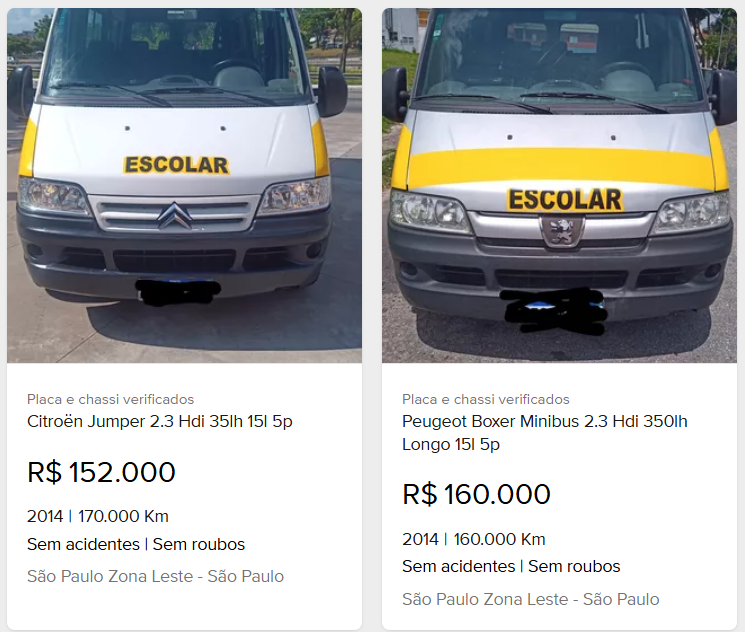 ESCOLAR
Placa e chassi verificados
Citroën Jumper 2.3 Hdi 35lh 15l 5p
R$ 152.000
2014 | 170.000 Km
Sem acidentes | Sem roubos
São Paulo Zona Leste - São Paulo
ESCOLAR
Placa e chassi verificados
Peugeot Boxer Minibus 2.3 Hdi 350lh
Longo 15l 5p
R$ 160.000
2014 | 160.000 Km
Sem acidentes | Sem roubos
São Paulo Zona Leste - São Paulo